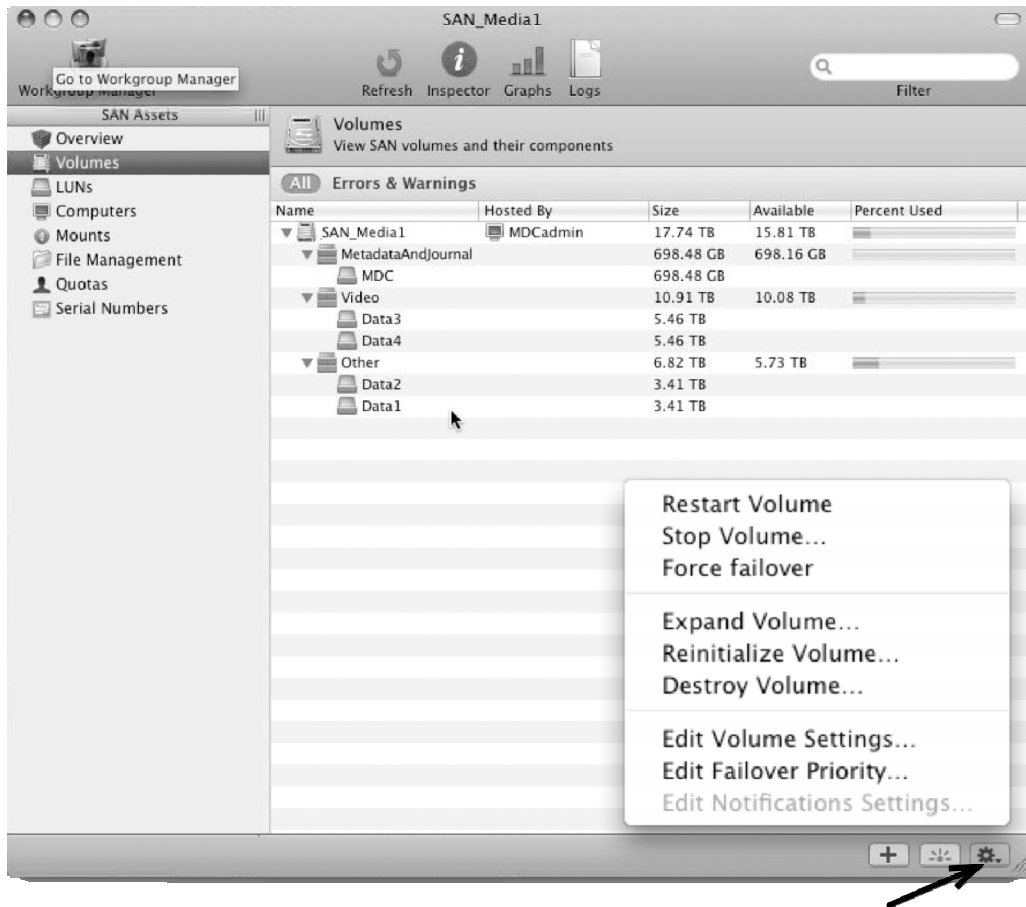 SAN_Media1
Go to Workgroup Manager
Workgroup Manager
Refresh Inspector Graphs Logs
Filter
SAN Assets
Overview
Volumes
LUNs
Computers
Mounts
File Management
Quotas
Serial Numbers
Volumes
View SAN volumes and their components
All Errors & Warnings
Name Hosted By Size Available Percent Used
SAN_Media1 MDCadmin 17.74 TB 15.81 TB
MetadataAndJournal 698.48 GB 698.16 GB
MDC 698.48 GB
Video 10.91 TB 10.08 TB
Data3 5.46 TB
Data4 5.46 TB
Other 6.82 TB 5.73 TB
Data2 3.41 TB
Data1 3.41 TB
Restart Volume
Stop Volume...
Force failover
Expand Volume...
Reinitialize Volume...
Destroy Volume...
Edit Volume Settings...
Edit Failover Priority...
Edit Notifications Settings...